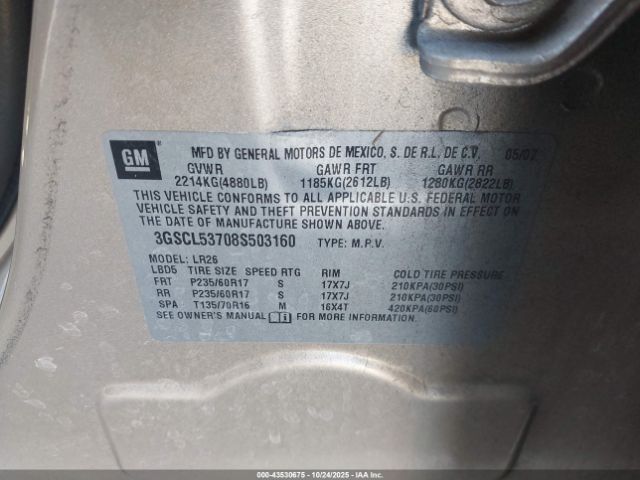 GM
MFD BY GENERAL MOTORS DE MEXICO, S. DE R.L. DE C.V. 05/07
GVWR GAWR FRT GAWR RR
2214KG(4880LB) 1185KG(2612LB) 1280KG(2822LB)
THIS VEHICLE CONFORMS TO ALL APPLICABLE U.S. FEDERAL MOTOR
VEHICLE SAFETY AND THEFT PREVENTION STANDARDS IN EFFECT ON
THE DATE OF MANUFACTURE SHOWN ABOVE.
3GSCL53708S503160 TYPE: M.P.V.
MODEL: LR26
LBD5 TIRE SIZE SPEED RTG RIM COLD TIRE PRESSURE
FRT P235/60R17 S 17X7J 210KPA(30PSI)
RR P235/60R17 S 17X7J 210KPA(30PSI)
SPA T135/70R16 M 16X4T 420KPA(60PSI)
SEE OWNER'S MANUAL FOR MORE INFORMATION.
000-43530675 - 10/24/2025 - IAAI.COM